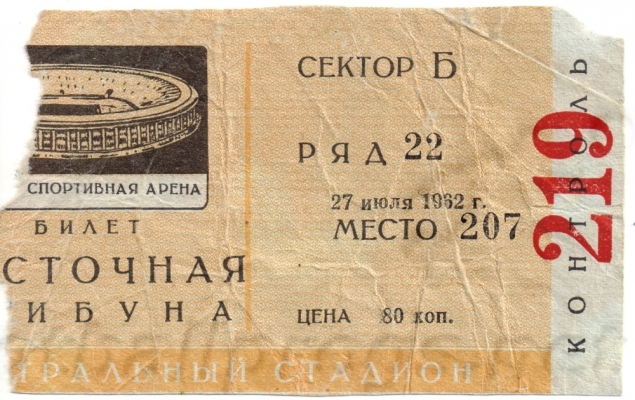 СПОРТИВНАЯ АРЕНА
БИЛЕТ
СТОЧНАЯ
ИБУНА
СЕКТОР Б
РЯД 22
27 июля 1962 г.
МЕСТО 207
ЦЕНА 80 коп.
ТРАЛЬНЫЙ СТАДИОН
КОНТРОЛЬ
219